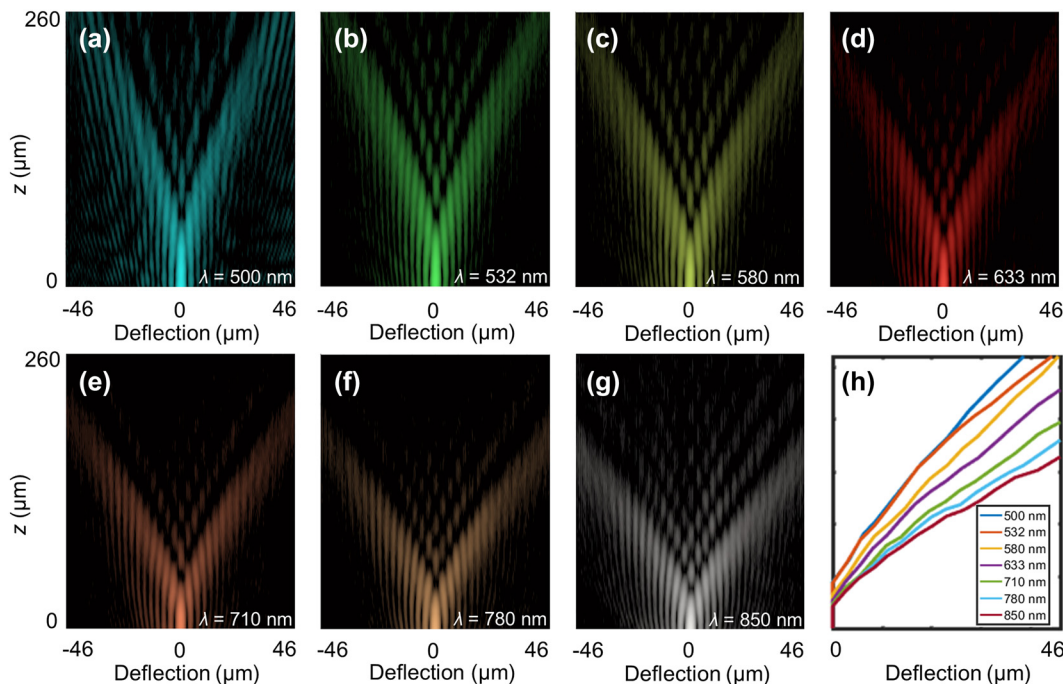 260
(a)
(b)
(c)
(d)
z (µm)
0
λ = 500 nm
λ = 532 nm
λ = 580 nm
λ = 633 nm
-46 0 46
-46 0 46
-46 0 46
-46 0 46
Deflection (µm)
Deflection (µm)
Deflection (µm)
Deflection (µm)
260
(e)
(f)
(g)
(h)
z (µm)
0
λ = 710 nm
λ = 780 nm
λ = 850 nm
500 nm
532 nm
580 nm
633 nm
710 nm
780 nm
850 nm
-46 0 46
-46 0 46
-46 0 46
0 46
Deflection (µm)
Deflection (µm)
Deflection (µm)
Deflection (µm)